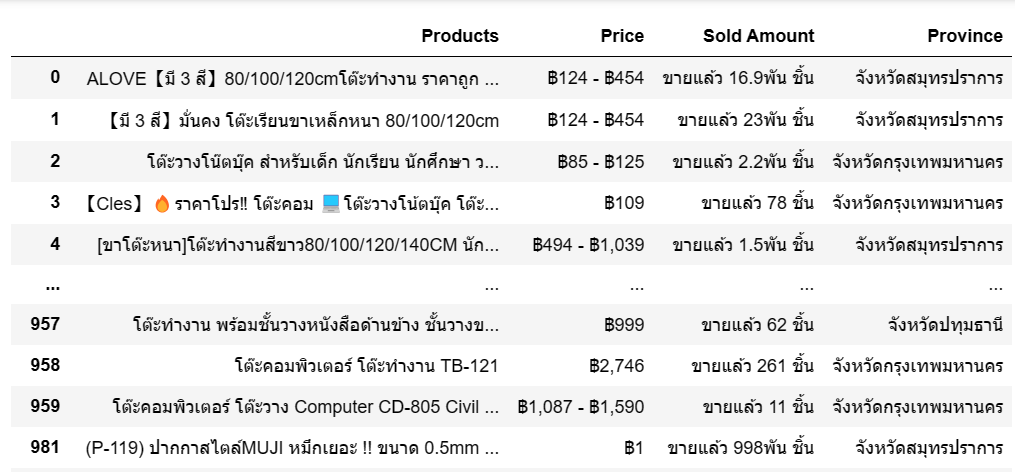 Products Price Sold Amount Province
0 ALOVE【มี 3 สี】80/100/120cmโต๊ะทำงาน ราคาถูก ... ฿124 - ฿454 ขายแล้ว 16.9พัน ชิ้น จังหวัดสมุทรปราการ
1 【มี 3 สี】มั่นคง โต๊ะเรียนขาเหล็กหนา 80/100/120cm ฿124 - ฿454 ขายแล้ว 23พัน ชิ้น จังหวัดสมุทรปราการ
2 โต๊ะวางโน๊ตบุ๊ค สำหรับเด็ก นักเรียน นักศึกษา ว... ฿85 - ฿125 ขายแล้ว 2.2พัน ชิ้น จังหวัดกรุงเทพมหานคร
3 【Cles】🔥ราคาโปร‼ โต๊ะคอม 💻โต๊ะวางโน้ตบุ๊ค โต๊ะ... ฿109 ขายแล้ว 78 ชิ้น จังหวัดกรุงเทพมหานคร
4 [ขาโต๊ะหนา]โต๊ะทำงานสีขาว80/100/120/140CM นัก... ฿494 - ฿1,039 ขายแล้ว 1.5พัน ชิ้น จังหวัดสมุทรปราการ
... ... ... ... ...
957 โต๊ะทำงาน พร้อมชั้นวางหนังสือด้านข้าง ชั้นวางข... ฿999 ขายแล้ว 62 ชิ้น จังหวัดปทุมธานี
958 โต๊ะคอมพิวเตอร์ โต๊ะทำงาน TB-121 ฿2,746 ขายแล้ว 261 ชิ้น จังหวัดกรุงเทพมหานคร
959 โต๊ะคอมพิวเตอร์ โต๊ะวาง Computer CD-805 Civil ... ฿1,087 - ฿1,590 ขายแล้ว 11 ชิ้น จังหวัดกรุงเทพมหานคร
981 (P-119) ปากกาสไตล์MUJI หมึกเยอะ !! ขนาด 0.5mm ... ฿1 ขายแล้ว 998พัน ชิ้น จังหวัดสมุทรปราการ